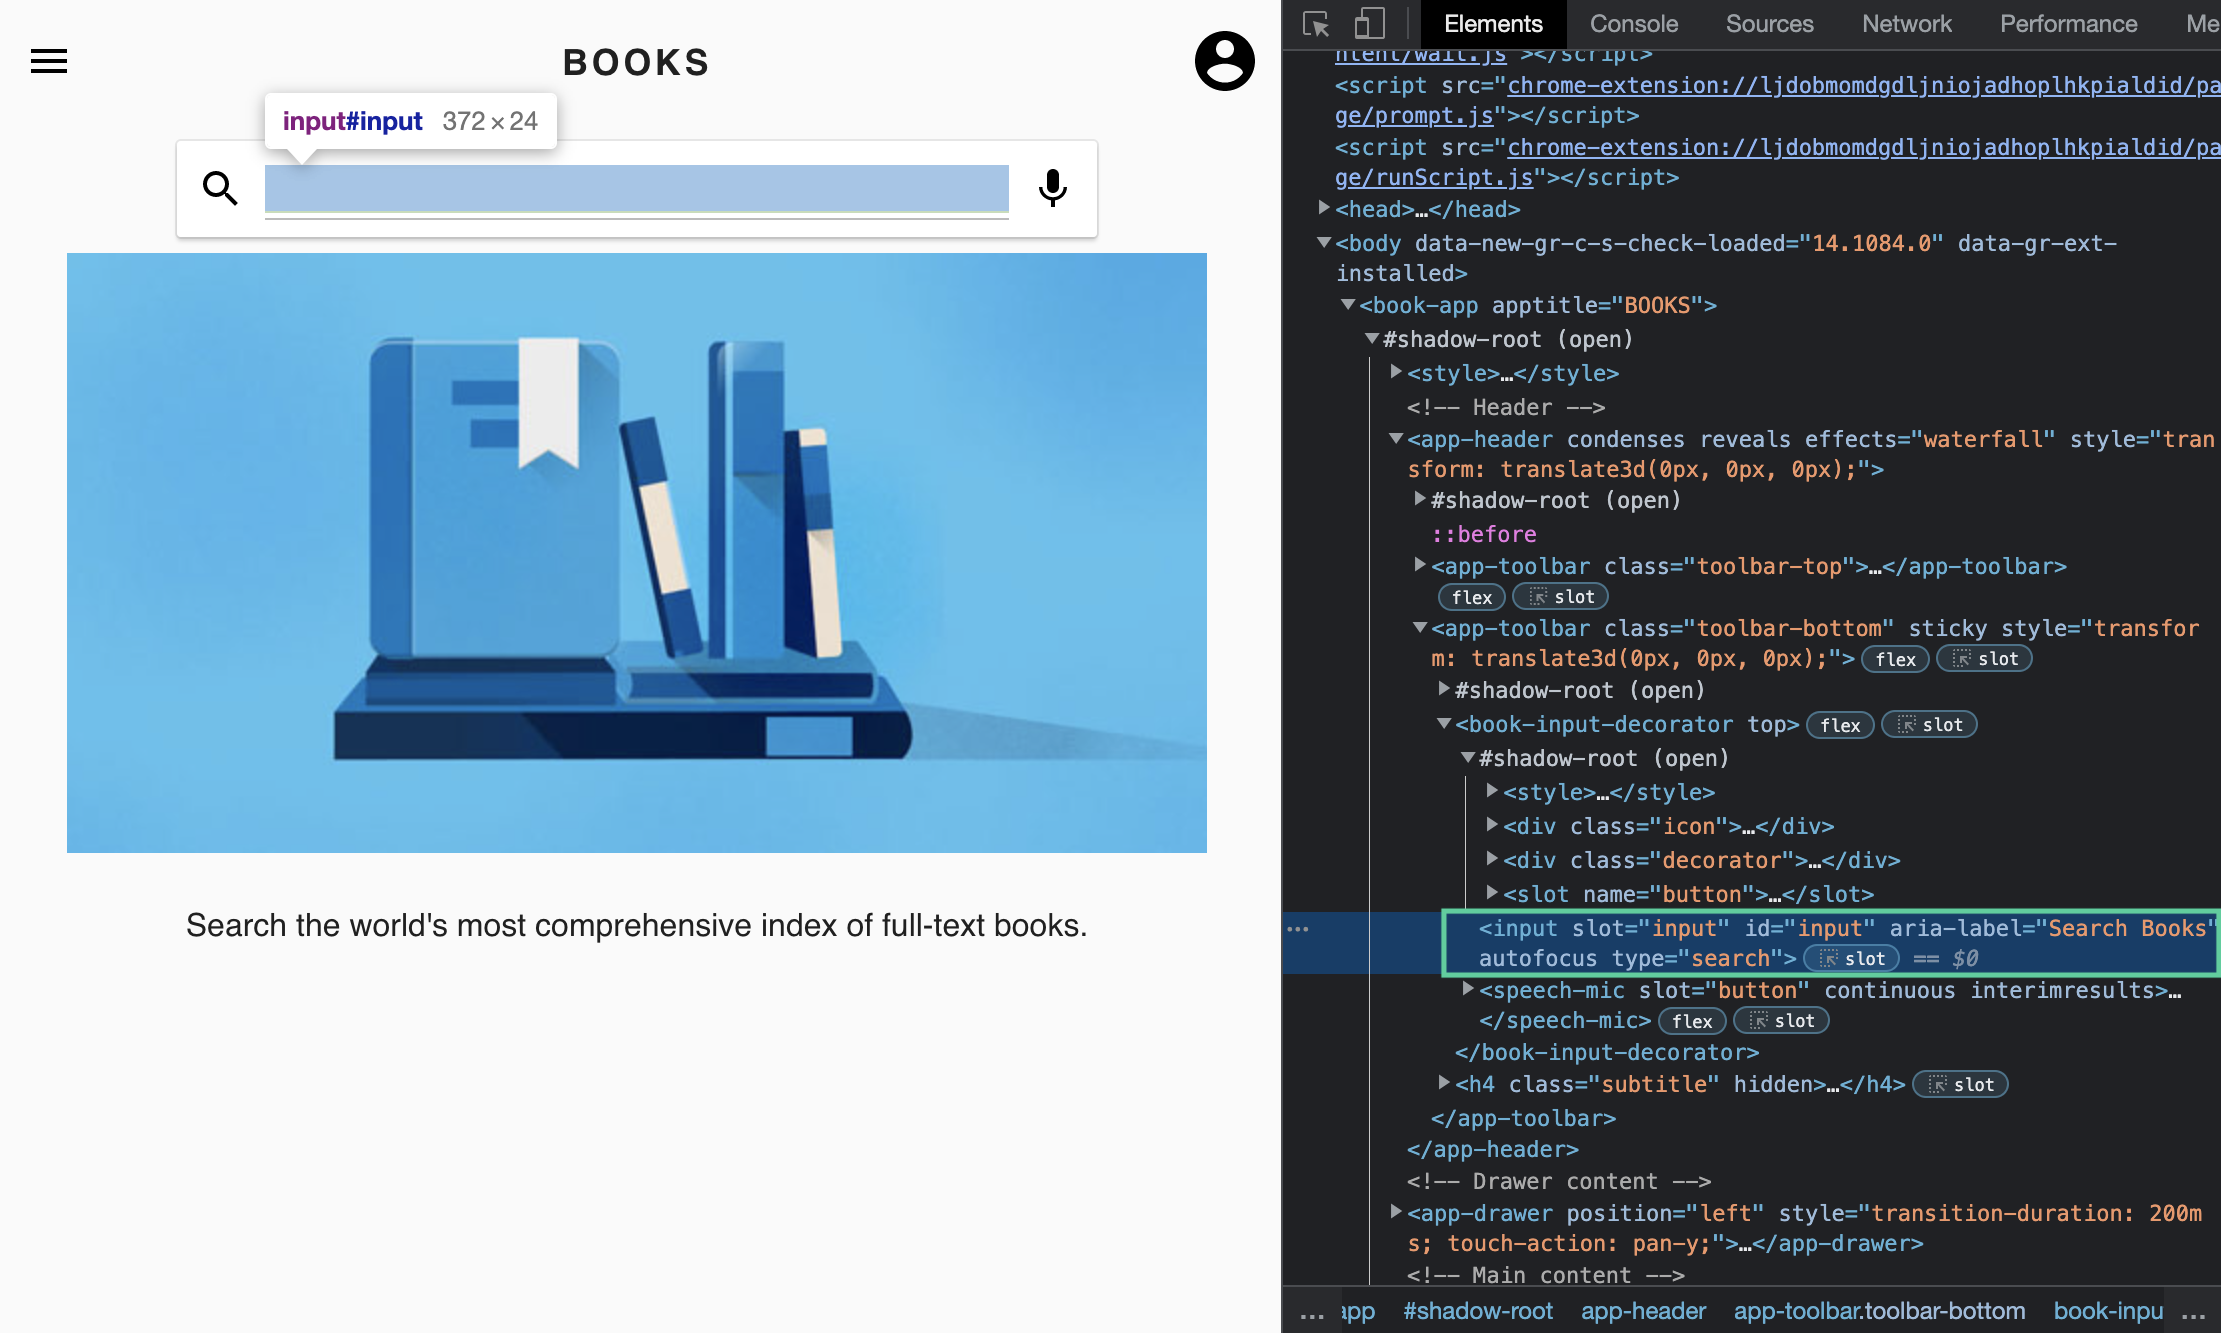 BOOKS
input#input 372 × 24
Search the world's most comprehensive index of full-text books.
Elements Console Sources Network Performance Me
ntent/wait.js"></script>
<script src="chrome-extension://ljdobmomdgdljniojadhoplhkpialdid/pa
ge/prompt.js"></script>
<script src="chrome-extension://ljdobmomdgdljniojadhoplhkpialdid/pa
ge/runScript.js"></script>
<head>…</head>
<body data-new-gr-c-s-check-loaded="14.1084.0" data-gr-ext-
installed>
<book-app apptitle="BOOKS">
#shadow-root (open)
<style>…</style>
<!-- Header -->
<app-header condenses reveals effects="waterfall" style="tran
sform: translate3d(0px, 0px, 0px);">
#shadow-root (open)
::before
<app-toolbar class="toolbar-top">…</app-toolbar>
flex slot
<app-toolbar class="toolbar-bottom" sticky style="transfor
m: translate3d(0px, 0px, 0px);"> flex slot
#shadow-root (open)
<book-input-decorator top> flex slot
#shadow-root (open)
<style>…</style>
<div class="icon">…</div>
<div class="decorator">…</div>
<slot name="button">…</slot>
… <input slot="input" id="input" aria-label="Search Books"
autofocus type="search"> slot == $0
<speech-mic slot="button" continuous interimresults>…
</speech-mic> flex slot
</book-input-decorator>
<h4 class="subtitle" hidden>…</h4> slot
</app-toolbar>
</app-header>
<!-- Drawer content -->
<app-drawer position="left" style="transition-duration: 200m
s; touch-action: pan-y;">…</app-drawer>
<!-- Main content -->
… app #shadow-root app-header app-toolbar.toolbar-bottom book-inpu …